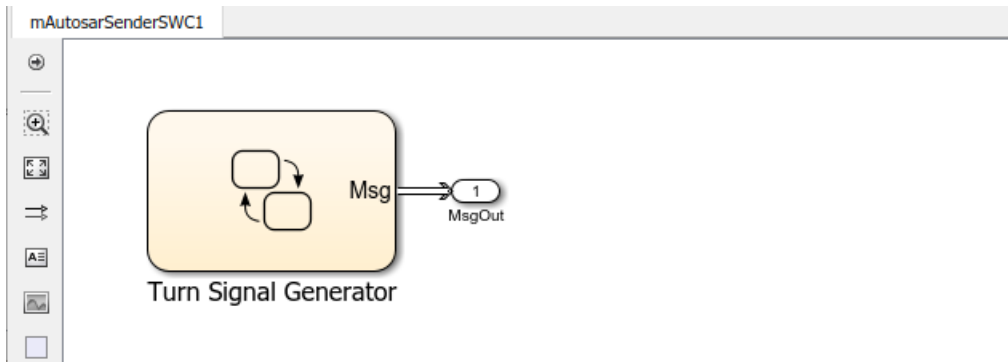 mAutosarSenderSWC1
Msg
1
MsgOut
Turn Signal Generator
A